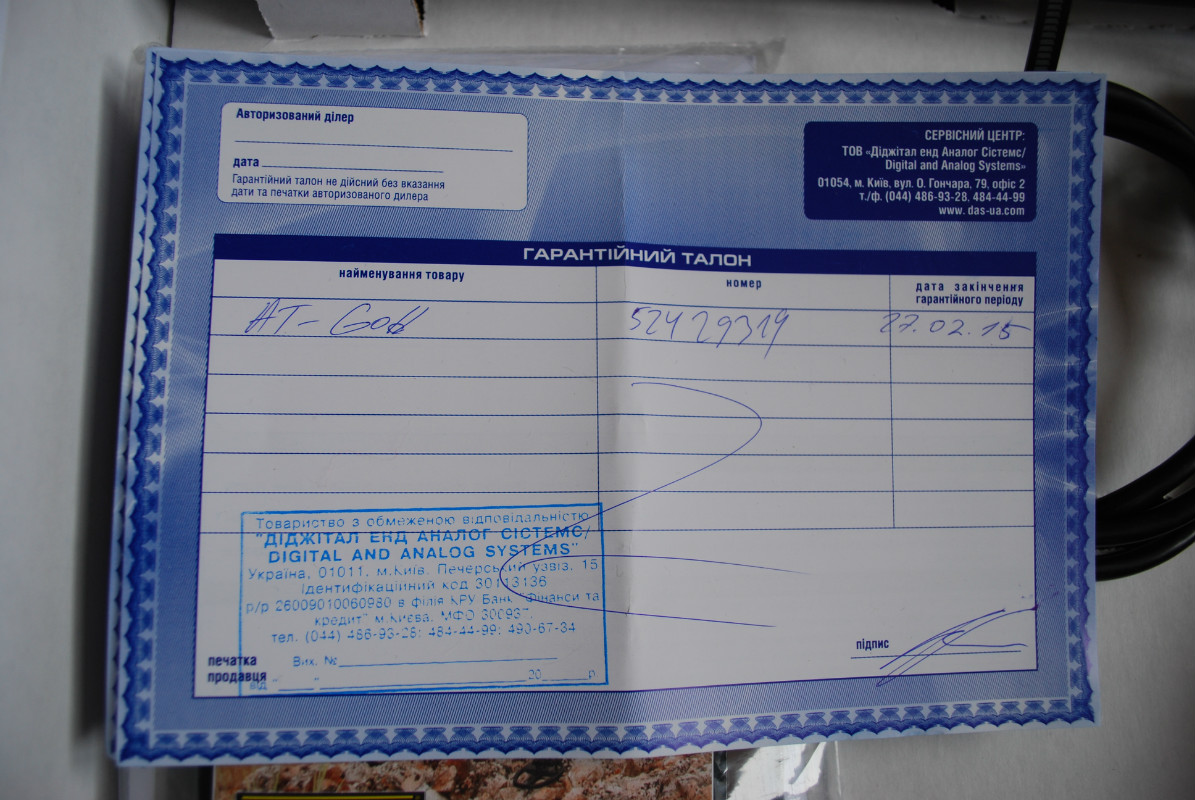 Авторизований ділер
дата
Гарантійний талон не дійсний без вказання
дати та печатки авторизованого дилера
СЕРВІСНИЙ ЦЕНТР:
ТОВ «Діджітал енд Аналог Сістемс/
Digital and Analog Systems»
01054, м. Київ, вул. О. Гончара, 79, офіс 2
т./ф. (044) 486-93-28, 484-44-99
www. das-ua.com
ГАРАНТІЙНИЙ ТАЛОН
найменування товару
номер
дата закінчення
гарантійного періоду
AT-
52429319
27.02.15
Товариство з обмеженою відповідальністю
"ДІДЖІТАЛ ЕНД АНАЛОГ СІСТЕМС/
DIGITAL AND ANALOG SYSTEMS"
Україна, 01011, м.Київ, Печерський узвіз, 15
Ідентифікаційний код 30113136
р/р 26009010060980 в філія КРУ Банк "Фінанси та
кредит" м.Києва, МФО 300937,
тел. (044) 486-93-28; 484-44-99; 490-67-34
Вих. №
від " 20 р
печатка
продавця
підпис